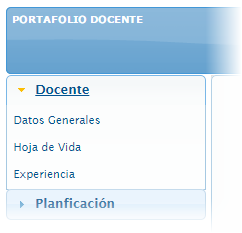 PORTAFOLIO DOCENTE
Docente
Datos Generales
Hoja de Vida
Experiencia
Planficación